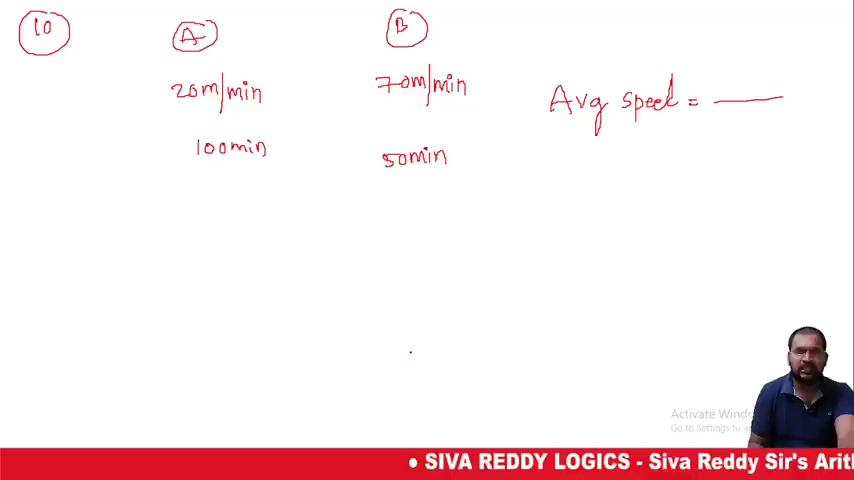 10
A
B
20m/min
70m/min
Avg speed =
100min
50min
Activate Windo
Go to Settings to a
• SIVA REDDY LOGICS - Siva Reddy Sir's Arith